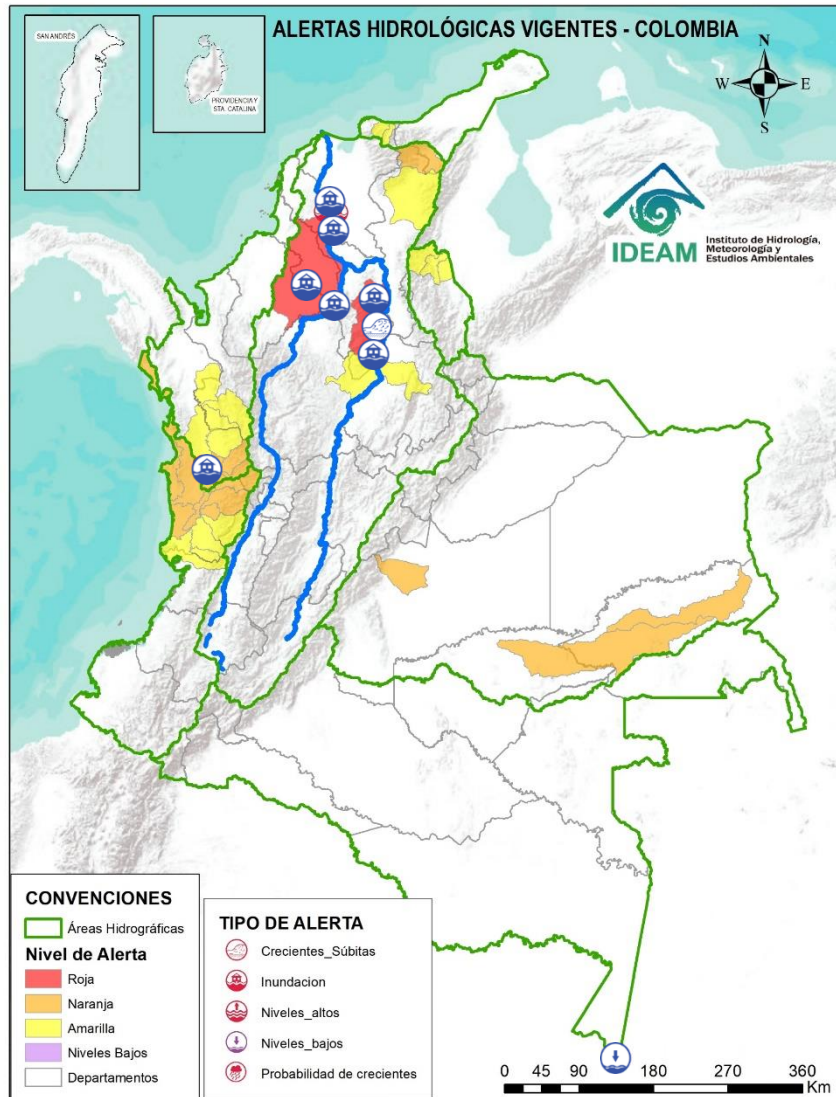 ALERTAS HIDROLÓGICAS VIGENTES - COLOMBIA
SAN ANDRÉS
PROVIDENCIA Y
STA. CATALINA
N
W
E
S
IDEAM
Instituto de Hidrología,
Meteorología y
Estudios Ambientales
CONVENCIONES
Áreas Hidrográficas
Nivel de Alerta
Roja
Naranja
Amarilla
Niveles Bajos
Departamentos
TIPO DE ALERTA
Crecientes_Súbitas
Inundacion
Niveles_altos
Niveles_bajos
Probabilidad de crecientes
0 45 90 180 270 360
Km